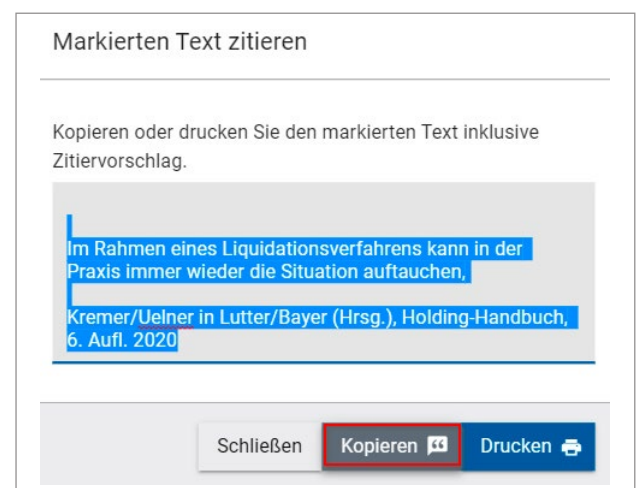 Markierten Text zitieren
Kopieren oder drucken Sie den markierten Text inklusive
Zitiervorschlag.
Im Rahmen eines Liquidationsverfahrens kann in der
Praxis immer wieder die Situation auftauchen,
Kremer/Uelner in Lutter/Bayer (Hrsg.), Holding-Handbuch,
6. Aufl. 2020
Schließen Kopieren Drucken